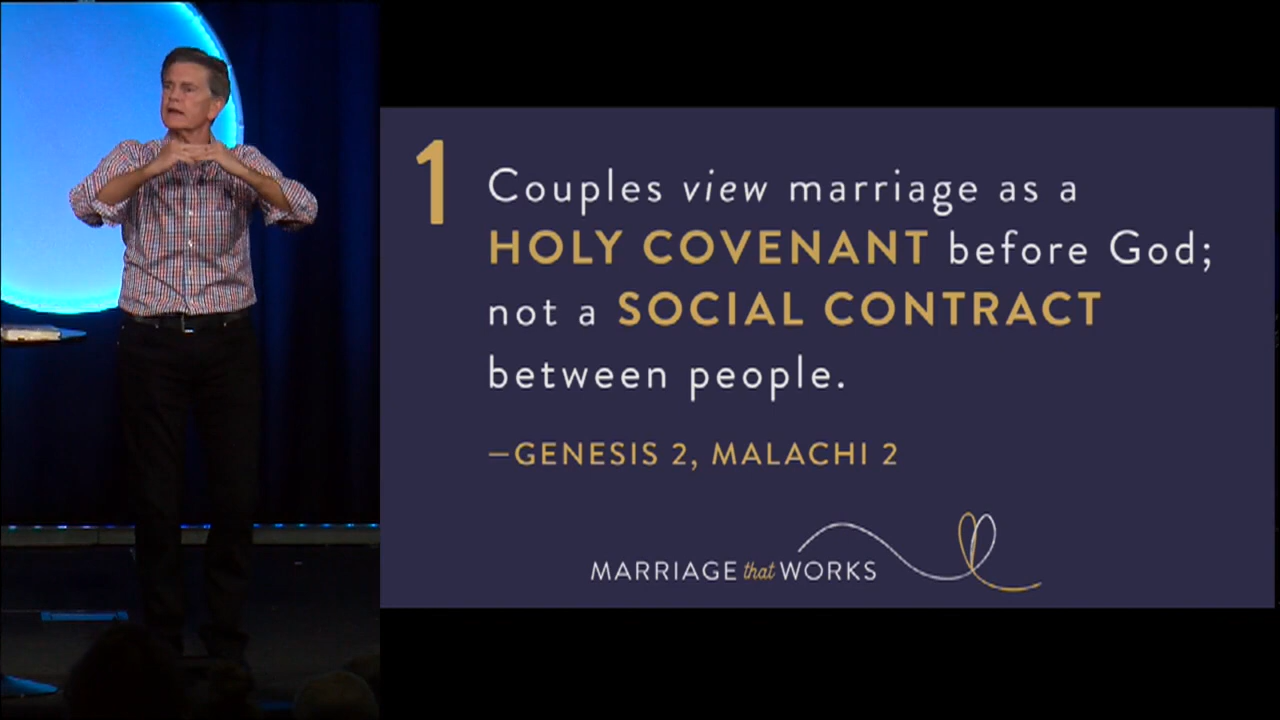 1
Couples view marriage as a
HOLY COVENANT before God;
not a SOCIAL CONTRACT
between people.
—GENESIS 2, MALACHI 2
MARRIAGE that WORKS